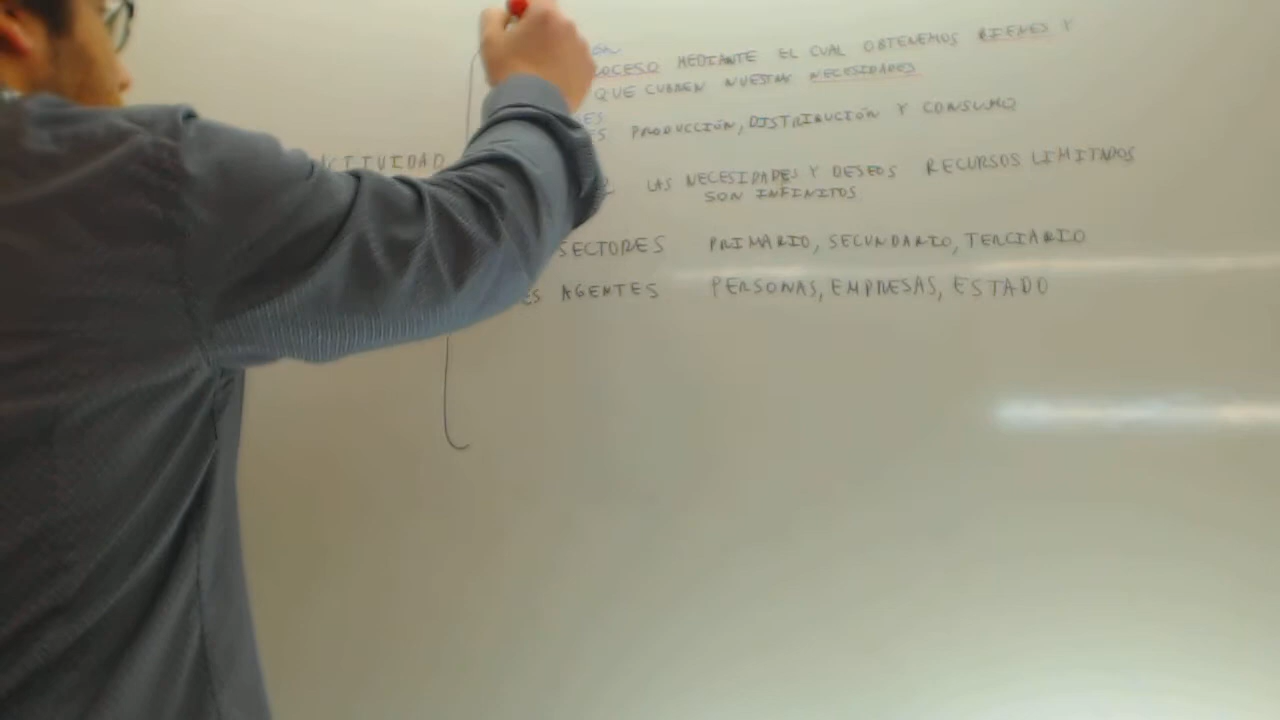 PROCESO MEDIANTE EL CUAL OBTENEMOS BIENES Y
QUE CUBREN NUESTRAS NECESIDADES
PRODUCCIÓN, DISTRIBUCIÓN Y CONSUMO
ACTIVIDAD
LAS NECESIDADES Y DESEOS RECURSOS LIMITADOS
SON INFINITOS
SECTORES PRIMARIO, SECUNDARIO, TERCIARIO
AGENTES PERSONAS, EMPRESAS, ESTADO